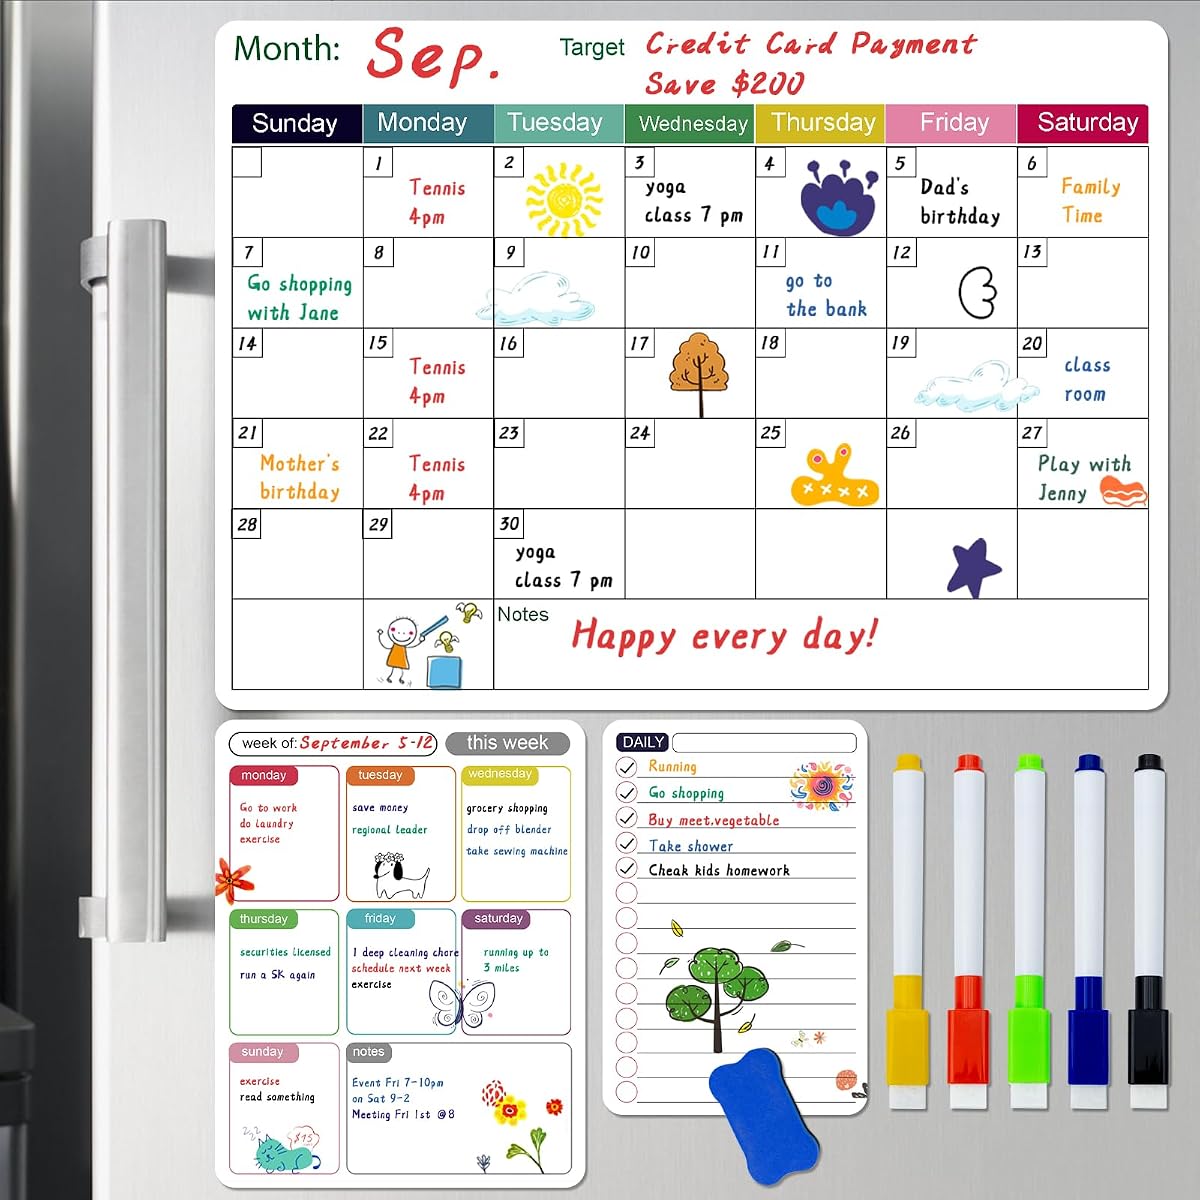 Month: Sep.
Target Credit Card Payment
Save $200
Sunday Monday Tuesday Wednesday Thursday Friday Saturday
1 2 3 4 5 6
Tennis
4pm
yoga
class 7 pm
Dad's
birthday
Family
Time
7 8 9 10 11 12 13
Go shopping
with Jane
go to
the bank
14 15 16 17 18 19 20
Tennis
4pm
class
room
21 22 23 24 25 26 27
Mother's
birthday
Tennis
4pm
Play with
Jenny
28 29 30
yoga
class 7 pm
Notes
Happy every day!
week of: September 5-12
this week
monday
Go to work
do laundry
exercise
tuesday
save money
regional leader
wednesday
grocery shopping
drop off blender
take sewing machine
thursday
securities licensed
run a 5K again
friday
1 deep cleaning chore
schedule next week
exercise
saturday
running up to
3 miles
sunday
exercise
read something
zzz
$15
notes
Event Fri 7-10pm
on Sat 9-2
Meeting Fri 1st @8
DAILY
Running
Go shopping
Buy meet.vegetable
Take shower
Cheak kids homework